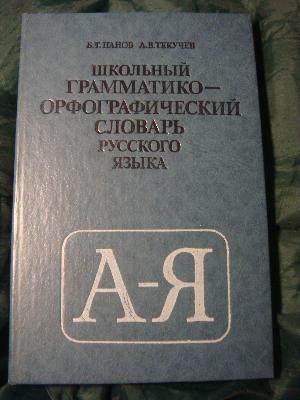 Б.Т.ПАНОВ А.В.ТЕКУЧЕВ
ШКОЛЬНЫЙ
ГРАММАТИКО—
ОРФОГРАФИЧЕСКИЙ
СЛОВАРЬ
РУССКОГО
ЯЗЫКА
А-Я